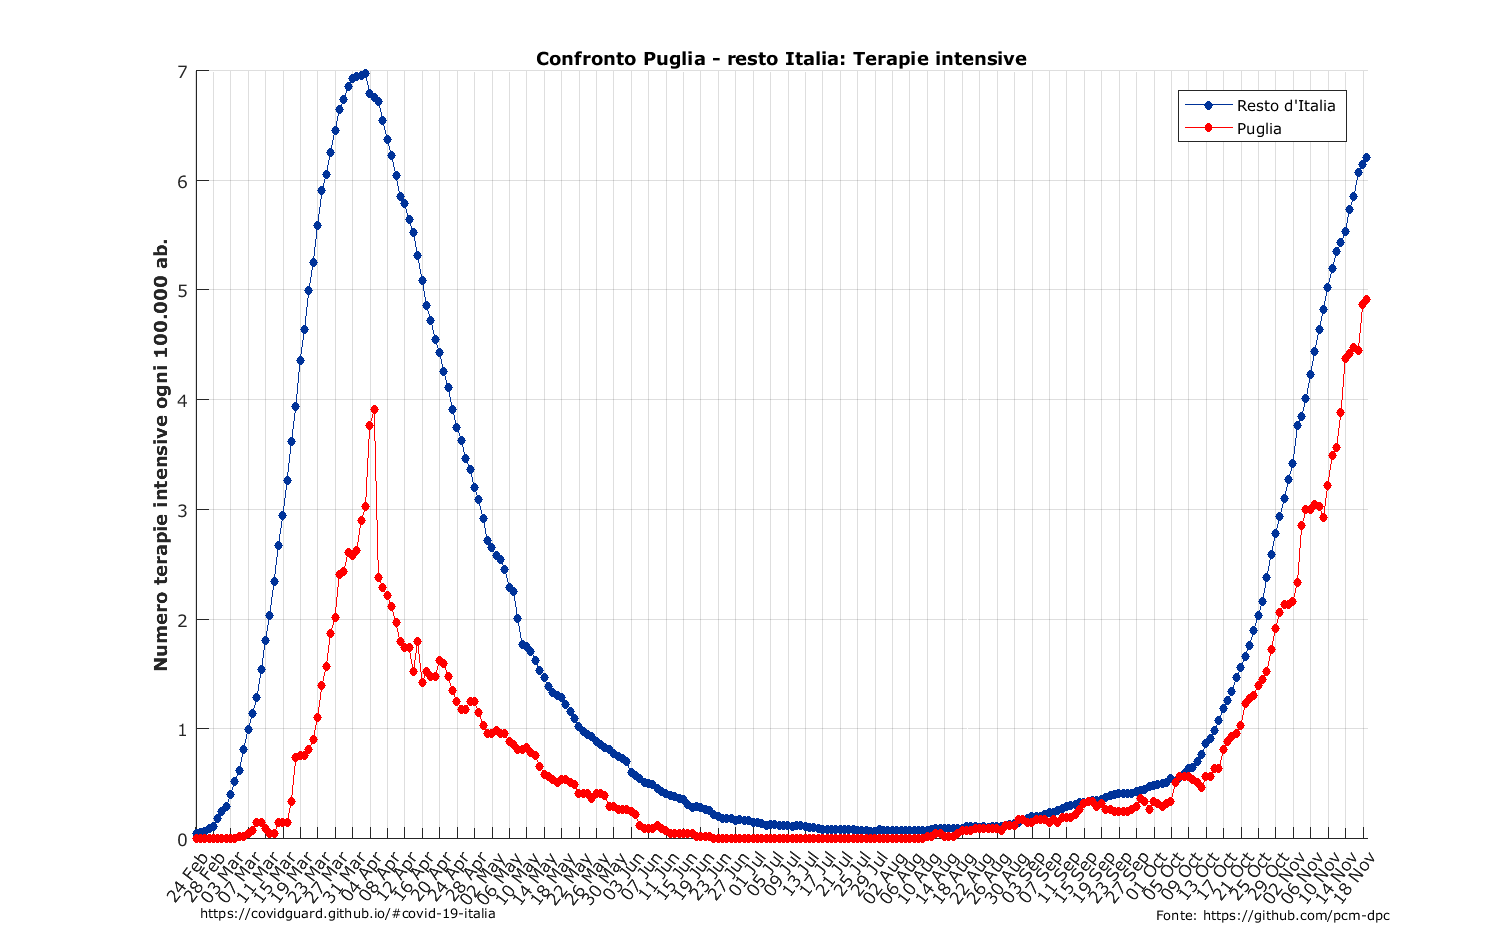 Confronto Puglia - resto Italia: Terapie intensive
Resto d'Italia
Puglia
Numero terapie intensive ogni 100.000 ab.
7
6
5
4
3
2
1
0
24 Feb
28 Feb
03 Mar
07 Mar
11 Mar
15 Mar
19 Mar
23 Mar
27 Mar
31 Mar
04 Apr
08 Apr
12 Apr
16 Apr
20 Apr
24 Apr
28 Apr
02 May
06 May
10 May
14 May
18 May
22 May
26 May
30 May
03 Jun
07 Jun
11 Jun
15 Jun
19 Jun
23 Jun
27 Jun
01 Jul
05 Jul
09 Jul
13 Jul
17 Jul
21 Jul
25 Jul
29 Jul
02 Aug
06 Aug
10 Aug
14 Aug
18 Aug
22 Aug
26 Aug
30 Aug
03 Sep
07 Sep
11 Sep
15 Sep
19 Sep
23 Sep
27 Sep
01 Oct
05 Oct
09 Oct
13 Oct
17 Oct
21 Oct
25 Oct
29 Oct
02 Nov
06 Nov
10 Nov
14 Nov
18 Nov
https://covidguard.github.io/#covid-19-italia
Fonte: https://github.com/pcm-dpc